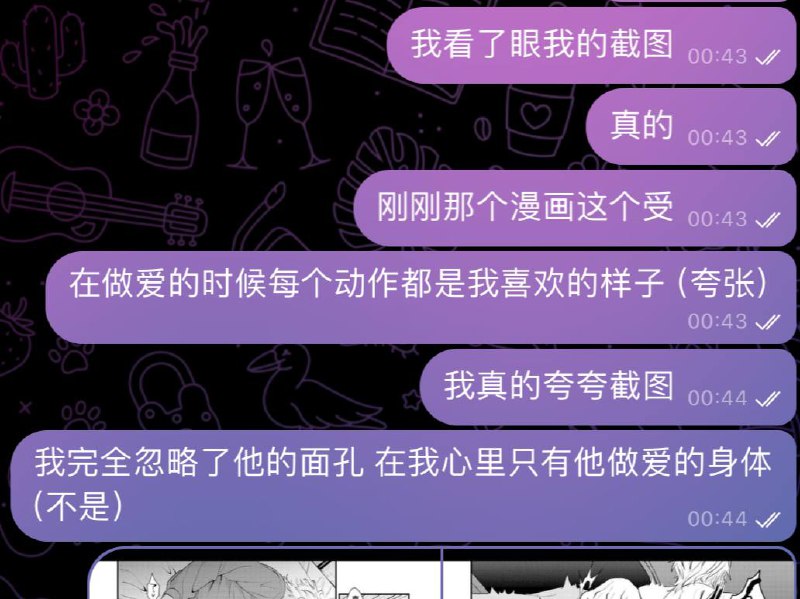 我看了眼我的截图 00:43
真的 00:43
刚刚那个漫画这个受 00:43
在做爱的时候每个动作都是我喜欢的样子（夸张）
00:43
我真的夸夸截图 00:44
我完全忽略了他的面孔 在我心里只有他做爱的身体
（不是）
00:44